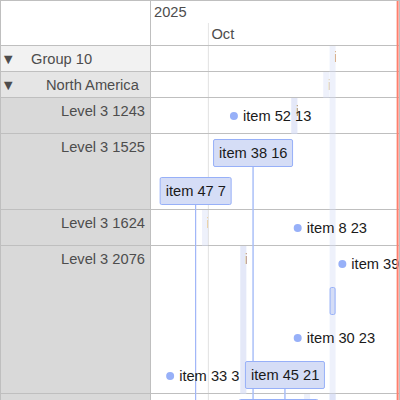 2025
Oct
▼ Group 10
i
▼ North America
i
Level 3 1243
item 52 13
i
Level 3 1525
item 38 16
item 47 7
Level 3 1624
i
item 8 23
Level 3 2076
i
item 39
item 30 23
item 33 3
item 45 21